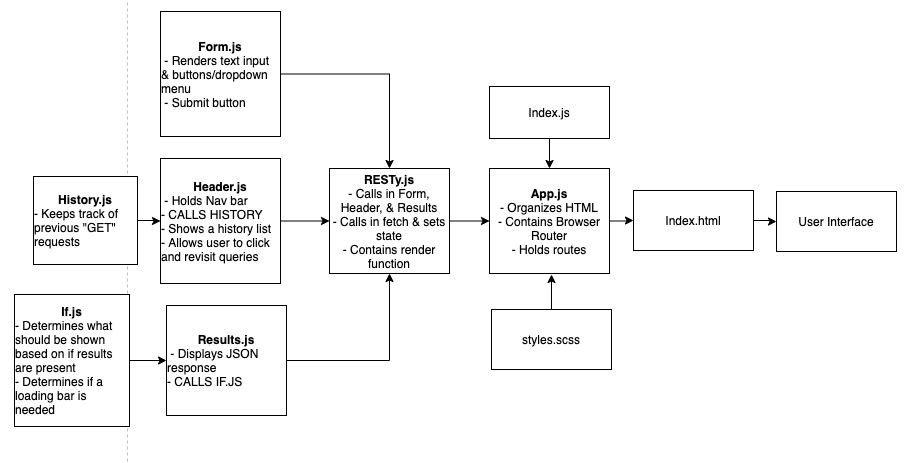 Form.js
- Renders text input
& buttons/dropdown
menu
- Submit button
Index.js
History.js
- Keeps track of
previous "GET"
requests
Header.js
- Holds Nav bar
- CALLS HISTORY
- Shows a history list
- Allows user to click
and revisit queries
RESTy.js
- Calls in Form,
Header, & Results
- Calls in fetch & sets
state
- Contains render
function
App.js
- Organizes HTML
- Contains Browser
Router
- Holds routes
Index.html
User Interface
If.js
- Determines what
should be shown
based on if results
are present
- Determines if a
loading bar is
needed
Results.js
- Displays JSON
response
- CALLS IF.JS
styles.scss